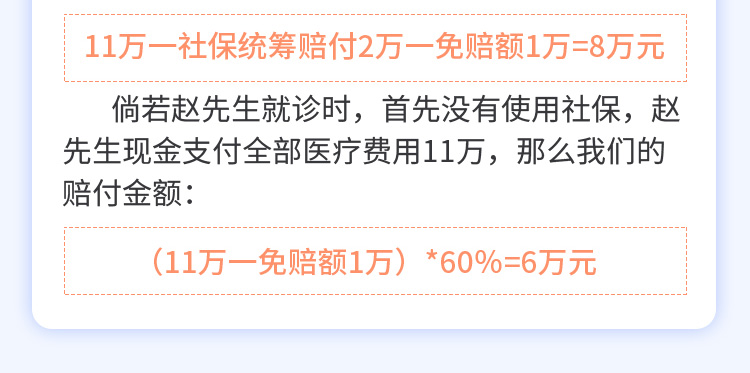 11万一社保统筹赔付2万一免赔额1万=8万元
倘若赵先生就诊时，首先没有使用社保，赵
先生现金支付全部医疗费用11万，那么我们的
赔付金额：
（11万一免赔额1万）*60%=6万元